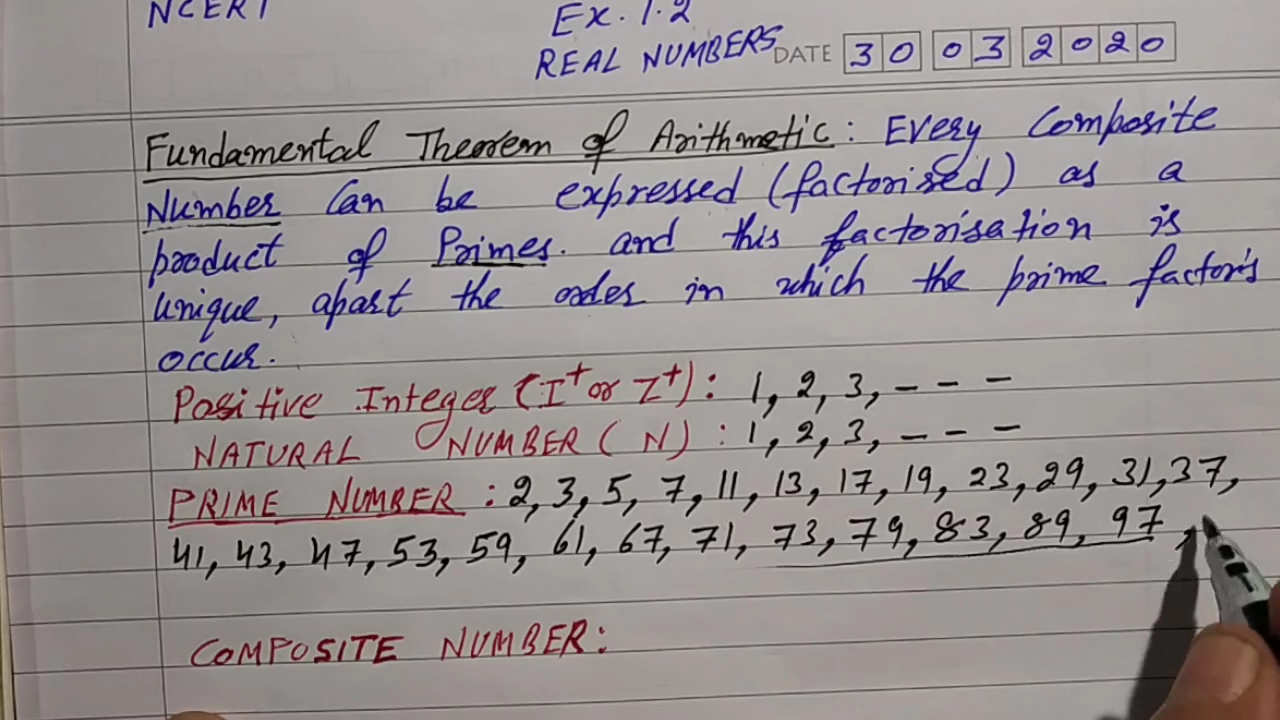 NCERT
Ex. 1.2
REAL NUMBERS DATE 30 03 2020
Fundamental Theorem of Arithmetic: Every Composite
Number Can be expressed (factorised) as a
product of Primes. and this factorisation is
unique, apart the order in which the prime factor's
occur.
Positive Integer (I+ or Z+): 1, 2, 3, - - -
NATURAL NUMBER (N) : 1, 2, 3, - - -
PRIME NUMBER : 2, 3, 5, 7, 11, 13, 17, 19, 23, 29, 31, 37,
41, 43, 47, 53, 59, 61, 67, 71, 73, 79, 83, 89, 97,
COMPOSITE NUMBER: